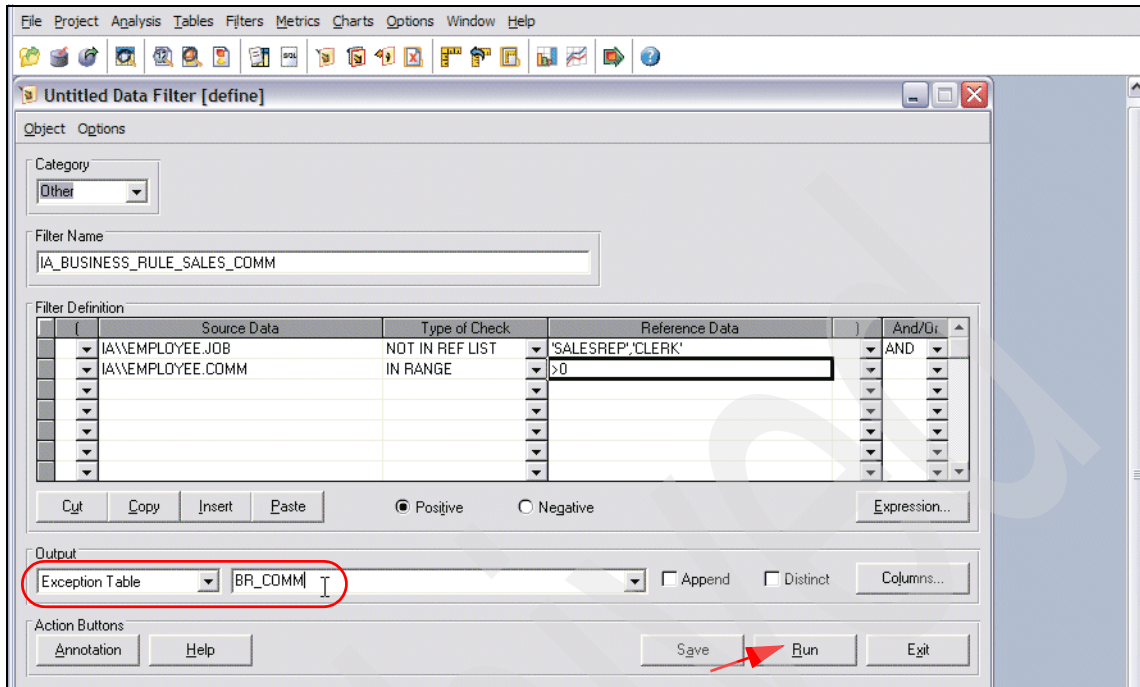 File Project Analysis Tables Filters Metrics Charts Options Window Help
Untitled Data Filter [define]
Object Options
Category
Other
Filter Name
IA_BUSINESS_RULE_SALES_COMM
Filter Definition
( Source Data Type of Check Reference Data ) And/Or
IA\\EMPLOYEE.JOB NOT IN REF LIST 'SALESREP','CLERK' AND
IA\\EMPLOYEE.COMM IN RANGE >0
Cut Copy Insert Paste Positive Negative Expression...
Output
Exception Table BR_COMM Append Distinct Columns...
Action Buttons
Annotation Help Save Run Exit